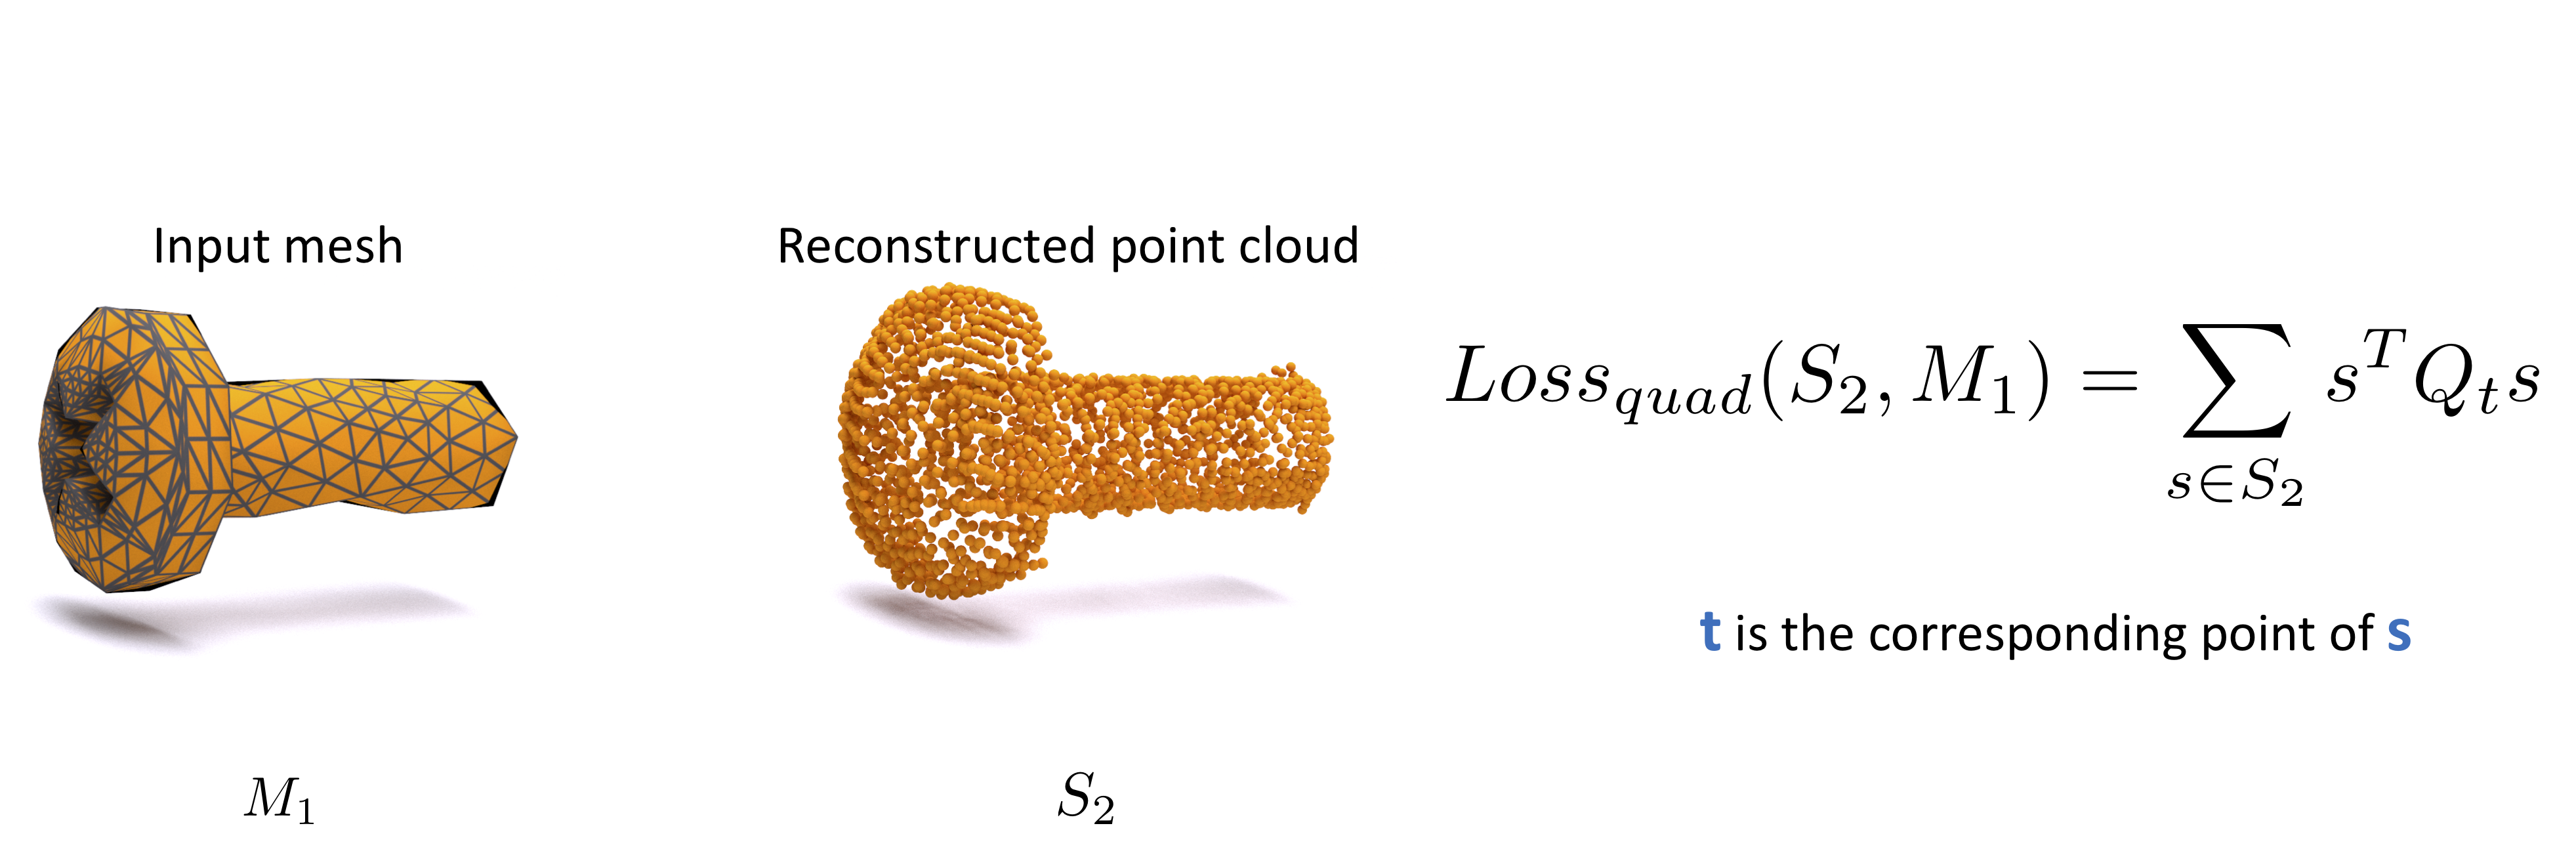 Input mesh
Reconstructed point cloud
Loss_{quad}(S_2, M_1) = \sum_{s \in S_2} s^T Q_t s
t is the corresponding point of s
M_1
S_2